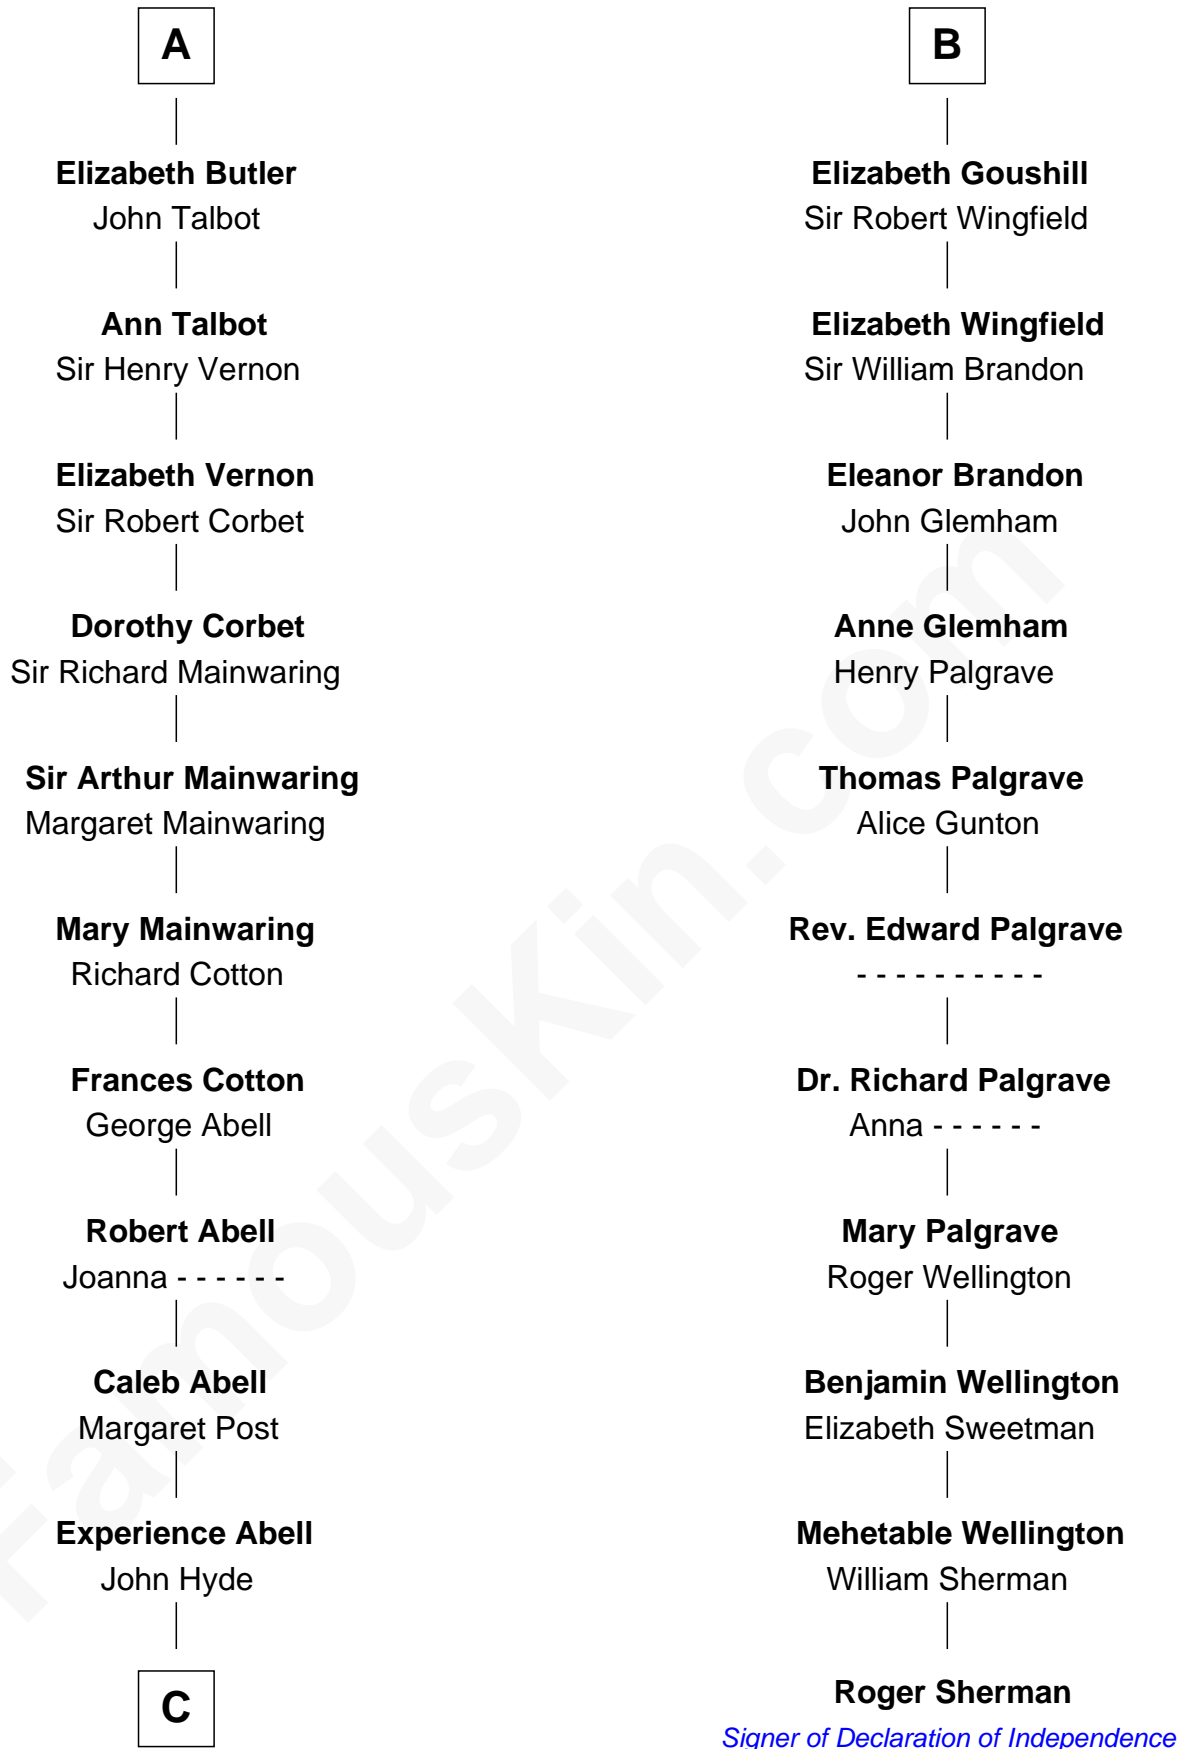 A
Elizabeth Butler
John Talbot
Ann Talbot
Sir Henry Vernon
Elizabeth Vernon
Sir Robert Corbet
Dorothy Corbet
Sir Richard Mainwaring
Sir Arthur Mainwaring
Margaret Mainwaring
Mary Mainwaring
Richard Cotton
Frances Cotton
George Abell
Robert Abell
Joanna - - - - - -
Caleb Abell
Margaret Post
Experience Abell
John Hyde
C
B
Elizabeth Goushill
Sir Robert Wingfield
Elizabeth Wingfield
Sir William Brandon
Eleanor Brandon
John Glemham
Anne Glemham
Henry Palgrave
Thomas Palgrave
Alice Gunton
Rev. Edward Palgrave
- - - - - - - - - -
Dr. Richard Palgrave
Anna - - - - - -
Mary Palgrave
Roger Wellington
Benjamin Wellington
Elizabeth Sweetman
Mehetable Wellington
William Sherman
Roger Sherman
Signer of Declaration of Independence
FamousKin.com